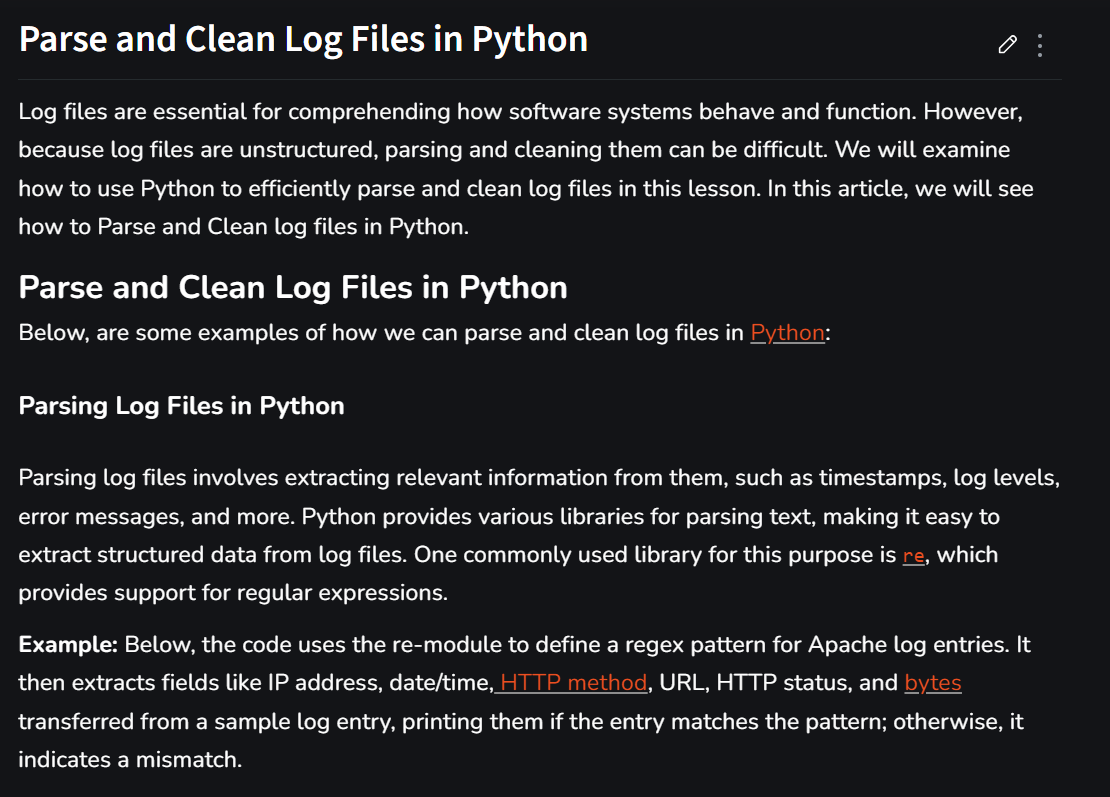 Parse and Clean Log Files in Python
Log files are essential for comprehending how software systems behave and function. However,
because log files are unstructured, parsing and cleaning them can be difficult. We will examine
how to use Python to efficiently parse and clean log files in this lesson. In this article, we will see
how to Parse and Clean log files in Python.
Parse and Clean Log Files in Python
Below, are some examples of how we can parse and clean log files in Python:
Parsing Log Files in Python
Parsing log files involves extracting relevant information from them, such as timestamps, log levels,
error messages, and more. Python provides various libraries for parsing text, making it easy to
extract structured data from log files. One commonly used library for this purpose is re, which
provides support for regular expressions.
Example: Below, the code uses the re-module to define a regex pattern for Apache log entries. It
then extracts fields like IP address, date/time, HTTP method, URL, HTTP status, and bytes
transferred from a sample log entry, printing them if the entry matches the pattern; otherwise, it
indicates a mismatch.